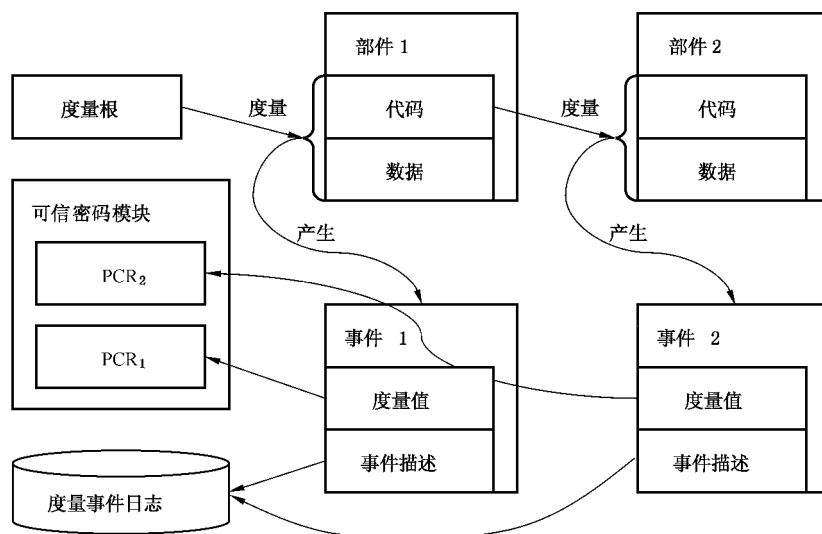 部件 1
部件 2
度量根
度量
代码
度量
代码
数据
数据
可信密码模块
产生
产生
PCR₂
事件 1
事件 2
PCR₁
度量值
度量值
事件描述
事件描述
度量事件日志